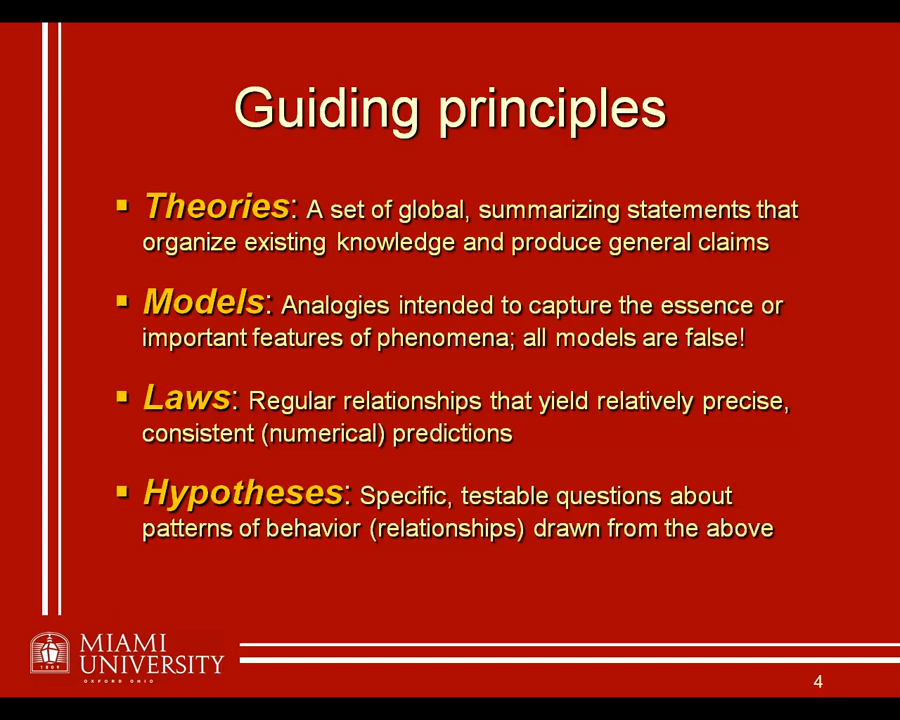 Guiding principles
▪ Theories: A set of global, summarizing statements that
organize existing knowledge and produce general claims
▪ Models: Analogies intended to capture the essence or
important features of phenomena; all models are false!
▪ Laws: Regular relationships that yield relatively precise,
consistent (numerical) predictions
▪ Hypotheses: Specific, testable questions about
patterns of behavior (relationships) drawn from the above
1809
MIAMI
UNIVERSITY
OXFORD OHIO
4